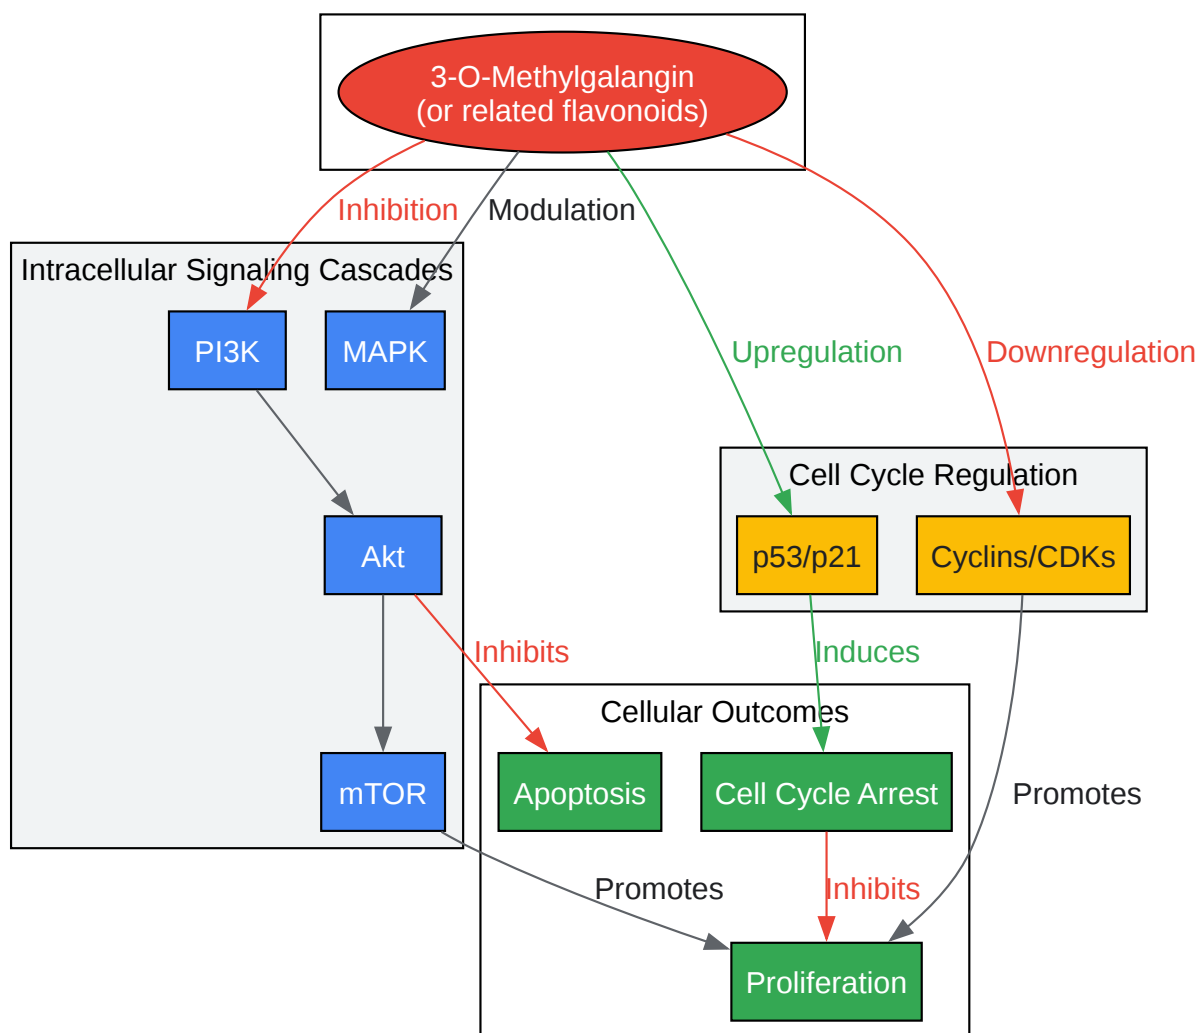 3-O-Methylgalangin
(or related flavonoids)
Inhibition
Modulation
Intracellular Signaling Cascades
PI3K
MAPK
Upregulation
Downregulation
Cell Cycle Regulation
Akt
p53/p21
Cyclins/CDKs
Inhibits
Induces
Cellular Outcomes
mTOR
Apoptosis
Cell Cycle Arrest
Promotes
Promotes
Inhibits
Proliferation